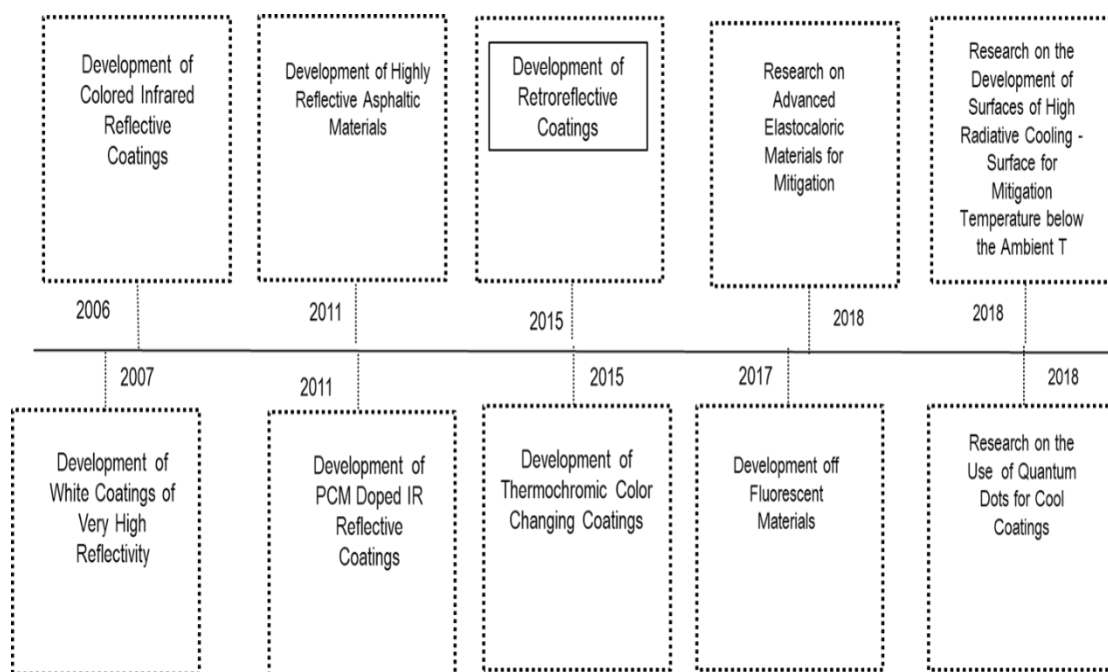 Development of
Colored Infrared
Reflective
Coatings
Development of Highly
Reflective Asphaltic
Materials
Development of
Retroreflective
Coatings
Research on
Advanced
Elastocaloric
Materials for
Mitigation
Research on the
Development of
Surfaces of High
Radiative Cooling -
Surface for
Mitigation
Temperature below
the Ambient T
2006
2011
2015
2018
2018
2007
2011
2015
2017
2018
Development of
White Coatings of
Very High
Reflectivity
Development of
PCM Doped IR
Reflective
Coatings
Development of
Thermochromic Color
Changing Coatings
Development off
Fluorescent
Materials
Research on the
Use of Quantum
Dots for Cool
Coatings